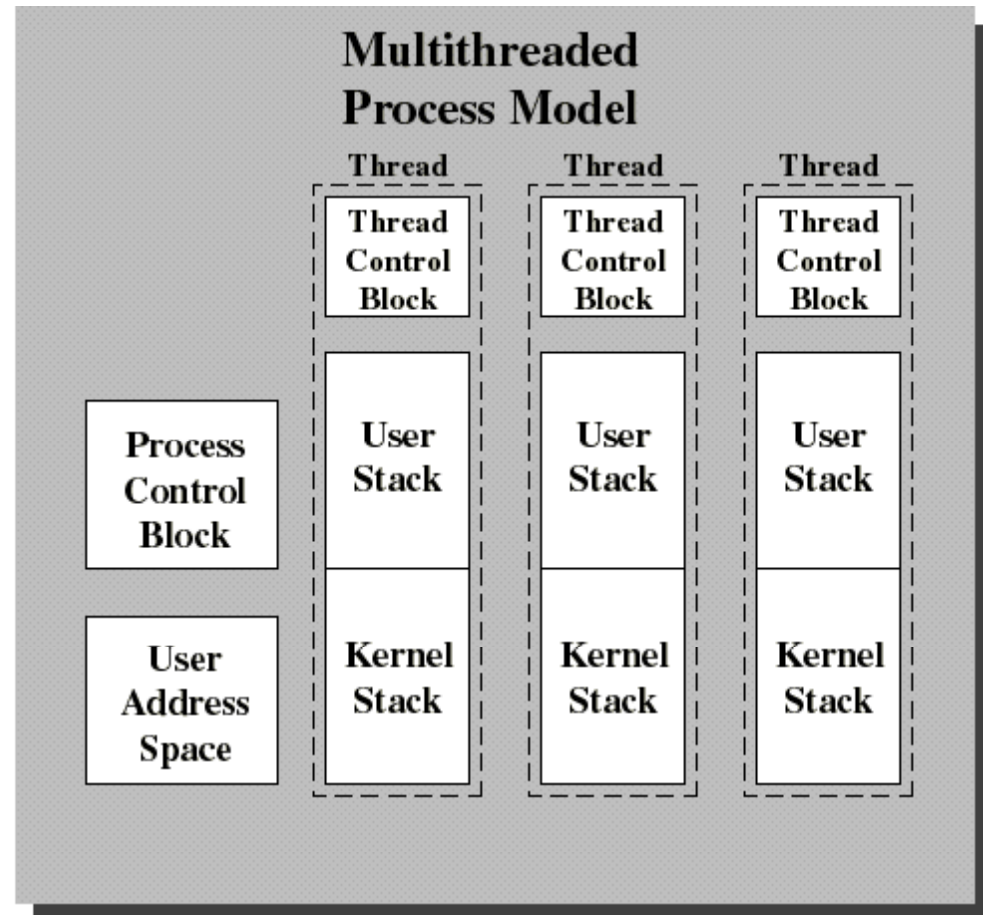 Multithreaded
Process Model
Thread
Thread
Thread
Thread
Control
Block
Thread
Control
Block
Thread
Control
Block
Process
Control
Block
User
Address
Space
User
Stack
User
Stack
User
Stack
Kernel
Stack
Kernel
Stack
Kernel
Stack